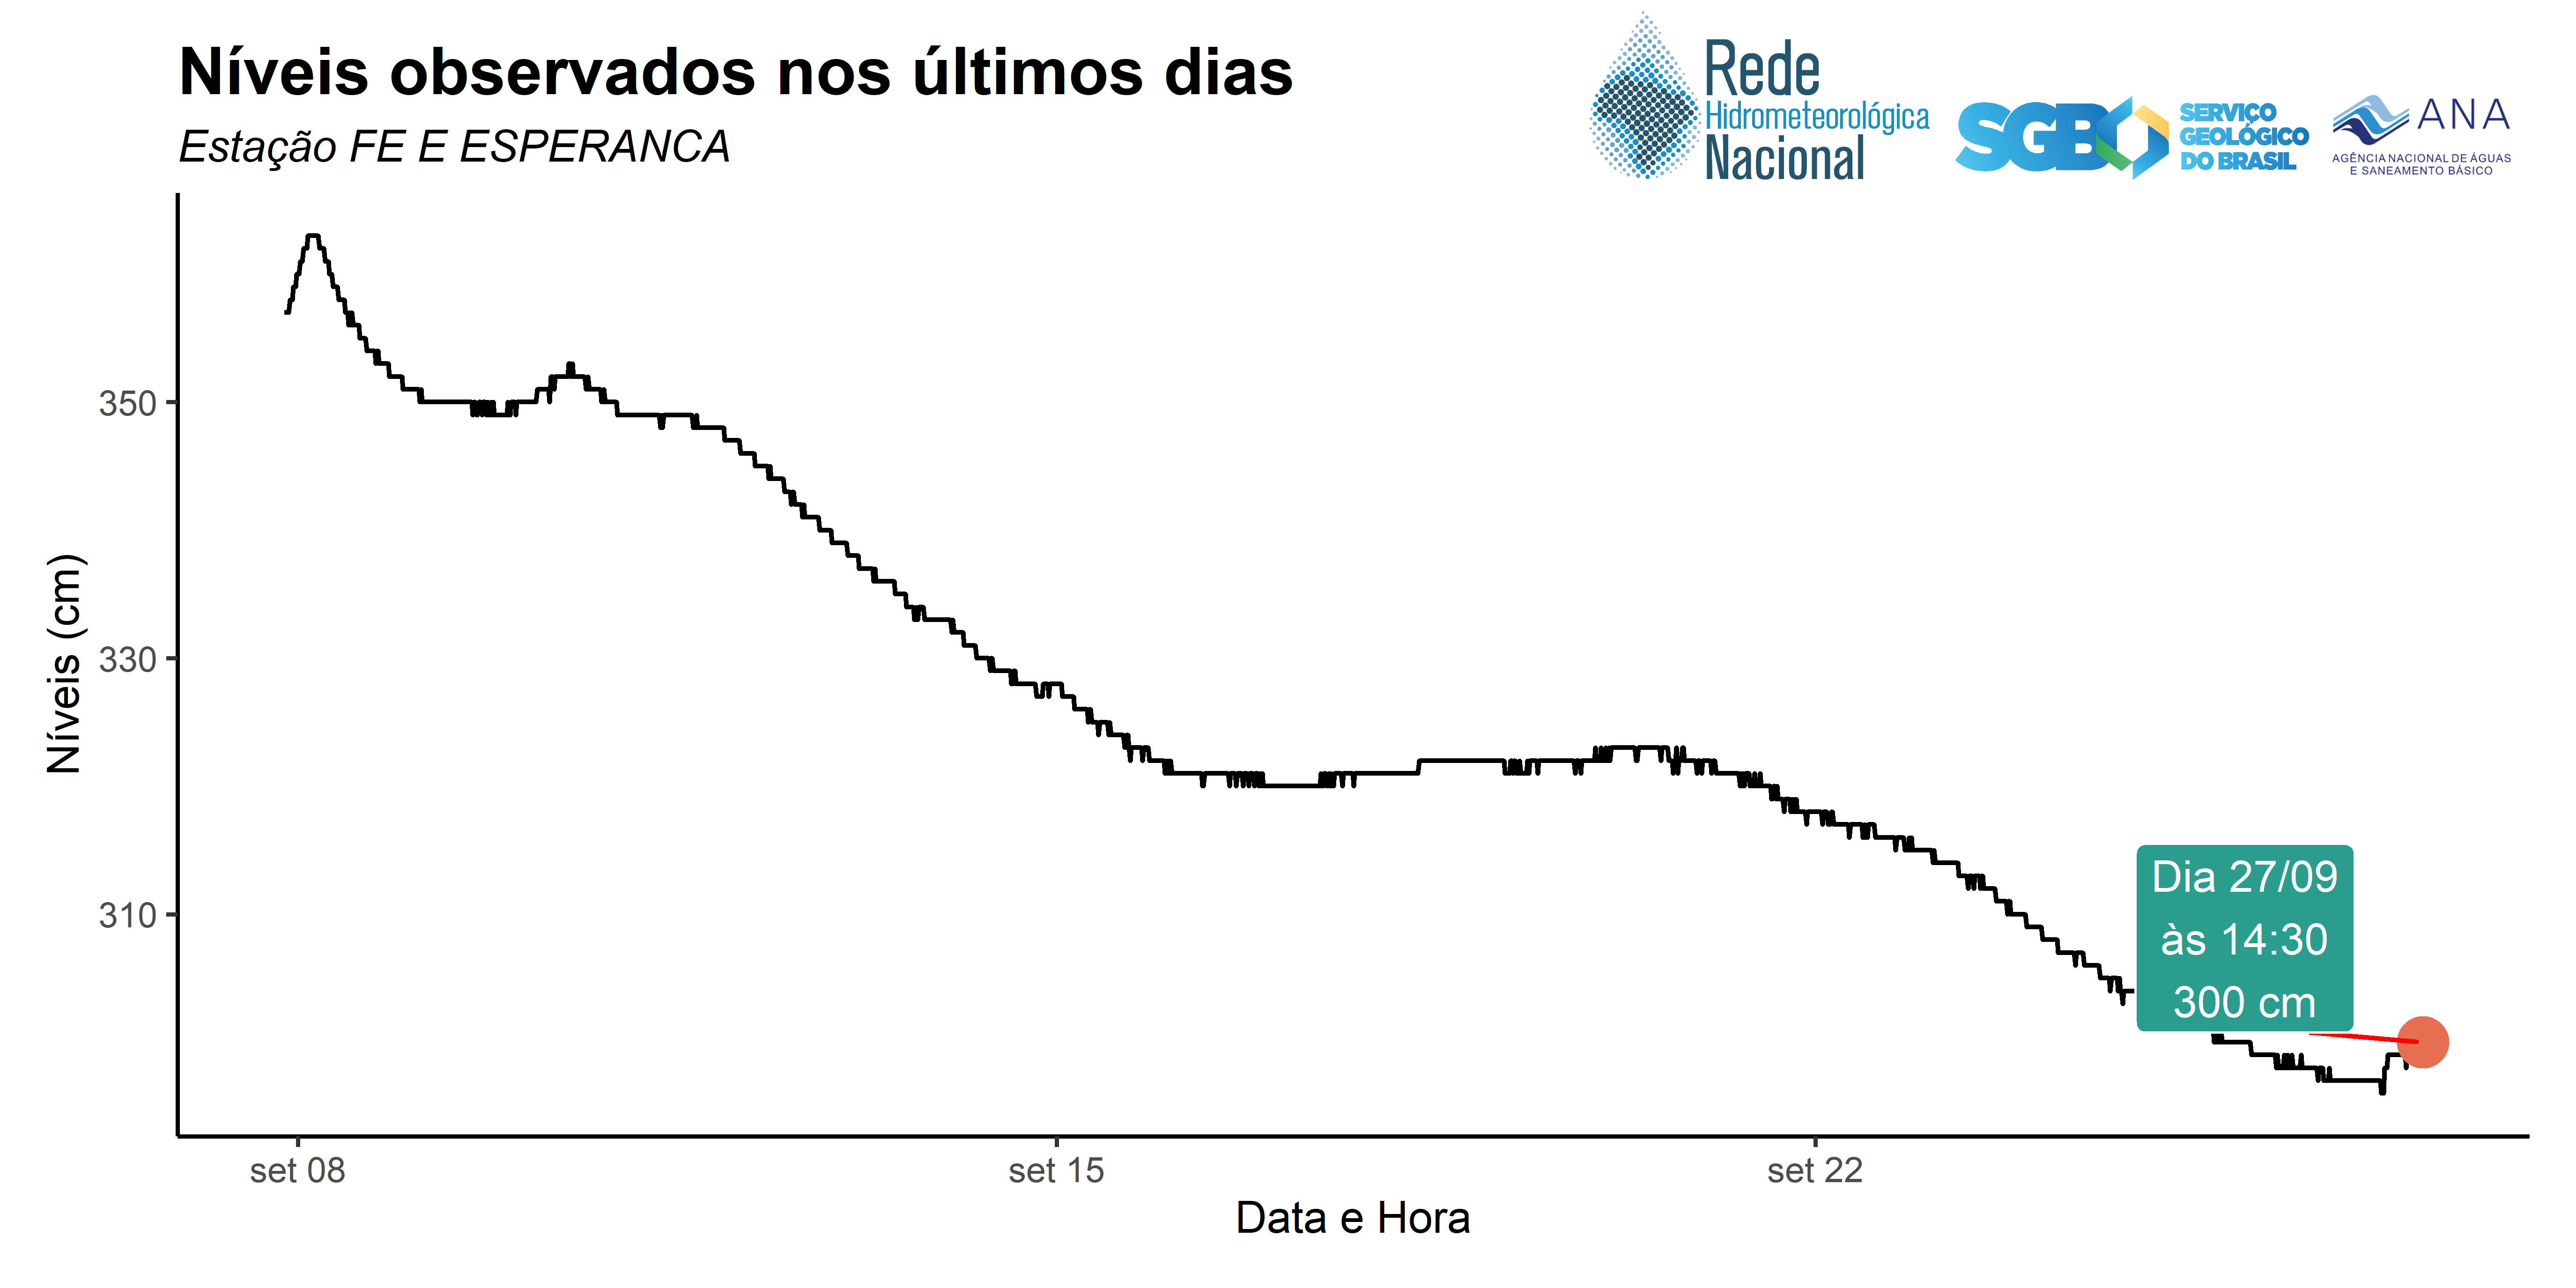 Níveis observados nos últimos dias
Estação FE E ESPERANCA
Rede
Hidrometeorológica
Nacional
SGB
SERVIÇO
GEOLÓGICO
DO BRASIL
ANA
AGÊNCIA NACIONAL DE ÁGUAS
E SANEAMENTO BÁSICO
Níveis (cm)
350
330
310
Dia 27/09
às 14:30
300 cm
set 08
set 15
set 22
Data e Hora